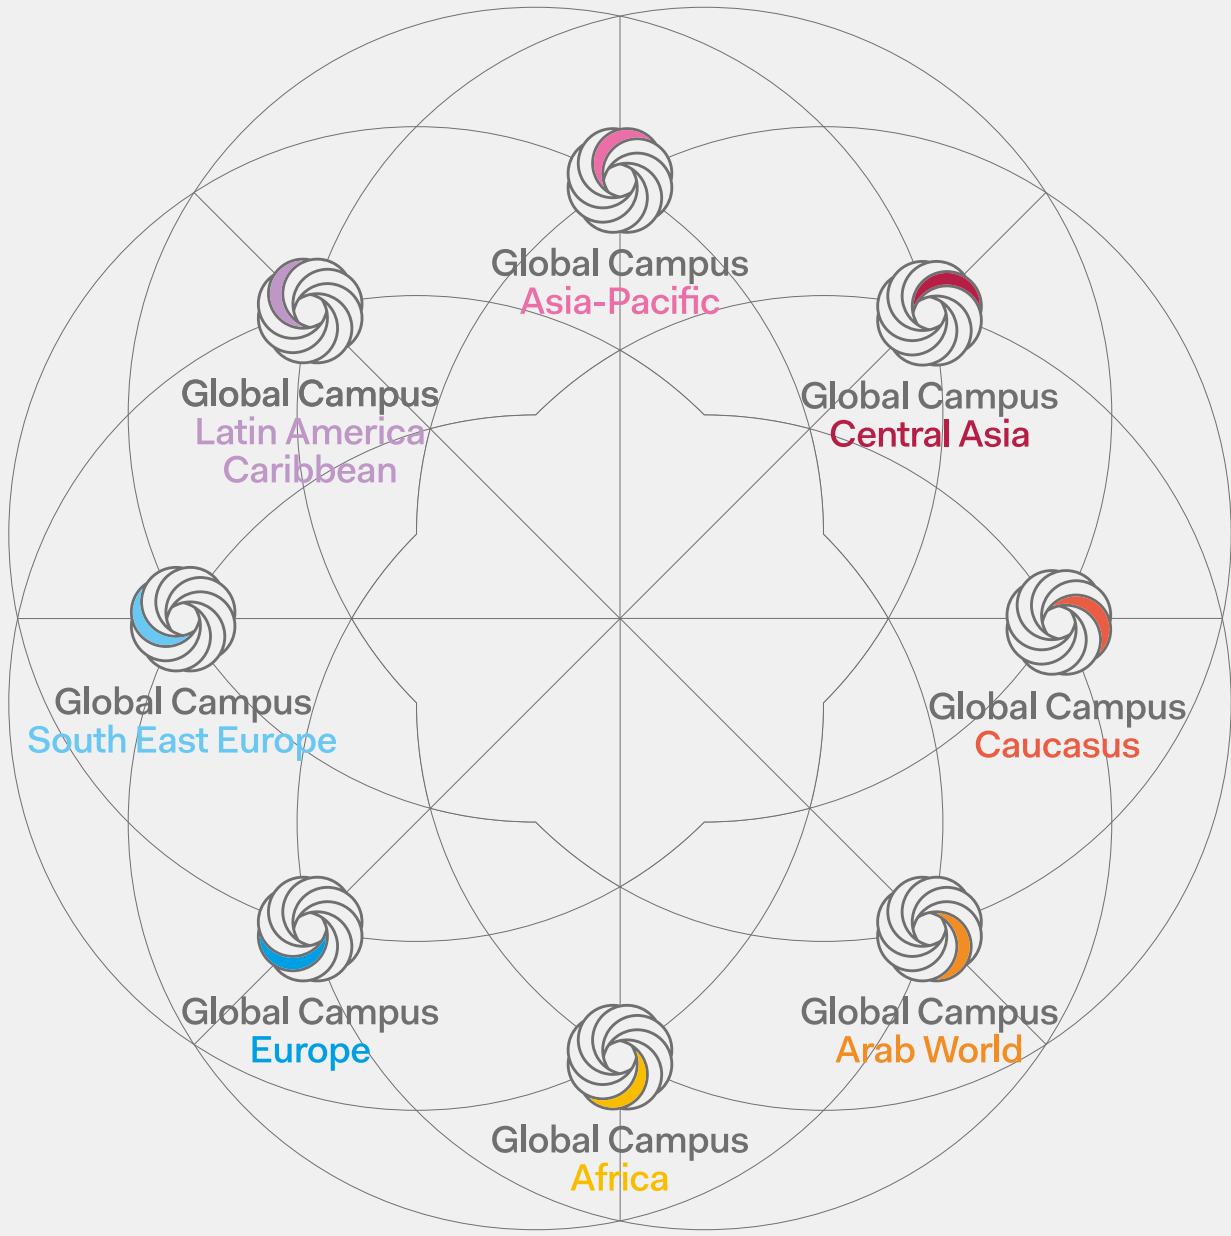 Global Campus
Asia-Pacific
Global Campus
Latin America
Caribbean
Global Campus
Central Asia
Global Campus
South East Europe
Global Campus
Caucasus
Global Campus
Europe
Global Campus
Arab World
Global Campus
Africa